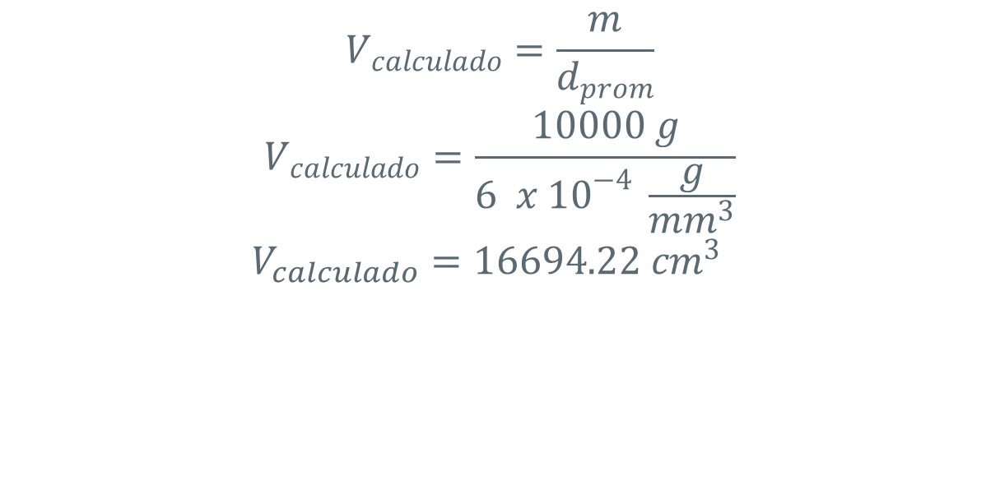 V_calculado = m / d_prom
V_calculado = 10000 g / 6 x 10^−4 g / mm^3
V_calculado = 16694.22 cm^3